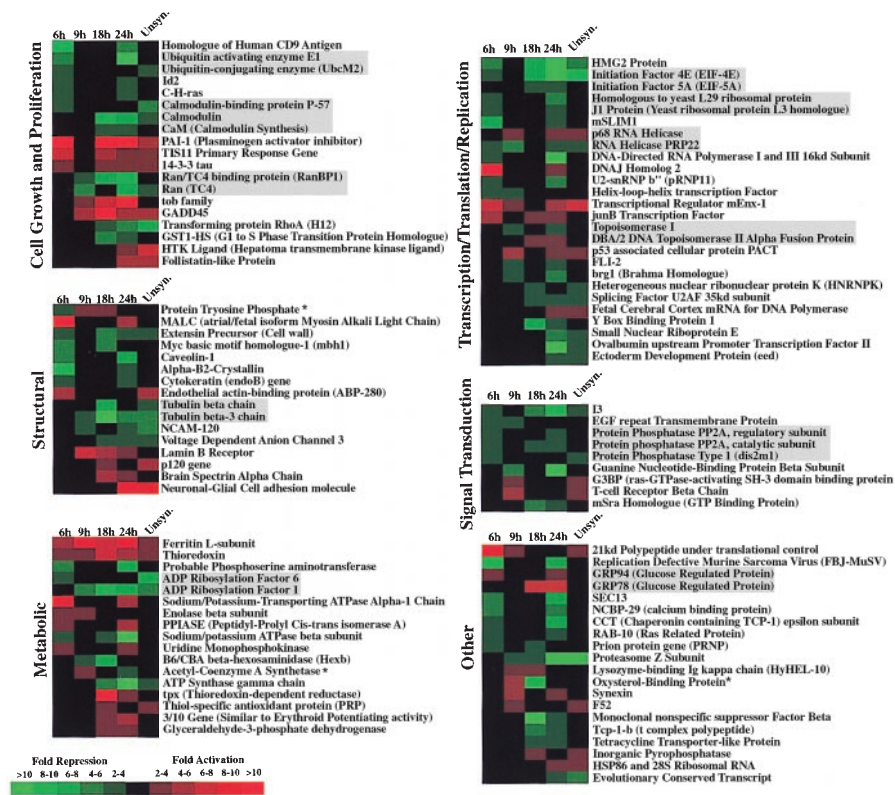 6h 9h 18h 24h Unsyn.
Cell Growth and Proliferation
Homologue of Human CD9 Antigen
Ubiquitin activating enzyme E1
Ubiquitin-conjugating enzyme (UbcM2)
Id2
C-H-ras
Calmodulin-binding protein P-57
Calmodulin
CaM (Calmodulin Synthesis)
PAI-1 (Plasminogen activator inhibitor)
TIS11 Primary Response Gene
14-3-3 tau
Ran/TC4 binding protein (RanBP1)
Ran (TC4)
tob family
GADD45
Transforming protein RhoA (H12)
GST1-HS (G1 to S Phase Transition Protein Homologue)
HTK Ligand (Hepatoma transmembrane kinase ligand)
Follistatin-like Protein
6h 9h 18h 24h Unsyn.
Structural
Protein Tryosine Phosphate *
MALC (atrial/fetal isoform Myosin Alkali Light Chain)
Extensin Precursor (Cell wall)
Myc basic motif homologue-1 (mbh1)
Caveolin-1
Alpha-B2-Crystallin
Cytokeratin (endoB) gene
Endothelial actin-binding protein (ABP-280)
Tubulin beta chain
Tubulin beta-3 chain
NCAM-120
Voltage Dependent Anion Channel 3
Lamin B Receptor
p120 gene
Brain Spectrin Alpha Chain
Neuronal-Glial Cell adhesion molecule
6h 9h 18h 24h Unsyn.
Metabolic
Ferritin L-subunit
Thioredoxin
Probable Phosphoserine aminotransferase
ADP Ribosylation Factor 6
ADP Ribosylation Factor 1
Sodium/Potassium-Transporting ATPase Alpha-1 Chain
Enolase beta subunit
PPIASE (Peptidyl-Prolyl Cis-trans isomerase A)
Sodium/potassium ATPase beta subunit
Uridine Monophosphokinase
B6/CBA beta-hexosaminidase (Hexb)
Acetyl-Coenzyme A Synthetase *
ATP Synthase gamma chain
tpx (Thioredoxin-dependent reductase)
Thiol-specific antioxidant protein (PRP)
3/10 Gene (Similar to Erythroid Potentiating activity)
Glyceraldehyde-3-phosphate dehydrogenase
Fold Repression Fold Activation
>10 8-10 6-8 4-6 2-4 2-4 4-6 6-8 8-10 >10
6h 9h 18h 24h Unsyn.
Transcription/Translation/Replication
HMG2 Protein
Initiation Factor 4E (EIF-4E)
Initiation Factor 5A (EIF-5A)
Homologous to yeast L29 ribosomal protein
J1 Protein (Yeast ribosomal protein L3 homologue)
mSLIM1
p68 RNA Helicase
RNA Helicase PRP22
DNA-Directed RNA Polymerase I and III 16kd Subunit
DNAJ Homolog 2
U2-snRNP b" (pRNP11)
Helix-loop-helix transcription Factor
Transcriptional Regulator mEnx-1
junB Transcription Factor
Topoisomerase I
DBA/2 DNA Topoisomerase II Alpha Fusion Protein
p53 associated cellular protein PACT
FLI-2
brg1 (Brahma Homologue)
Heterogeneous nuclear ribonuclear protein K (HNRNPK)
Splicing Factor U2AF 35kd subunit
Fetal Cerebral Cortex mRNA for DNA Polymerase
Y Box Binding Protein 1
Small Nuclear Riboprotein E
Ovalbumin upstream Promoter Transcription Factor II
Ectoderm Development Protein (eed)
6h 9h 18h 24h Unsyn.
Signal Transduction
I3
EGF repeat Transmembrane Protein
Protein Phosphatase PP2A, regulatory subunit
Protein phosphatase PP2A, catalytic subunit
Protein Phosphatase Type 1 (dis2m1)
Guanine Nucleotide-Binding Protein Beta Subunit
G3BP (ras-GTPase-activating SH-3 domain binding protein
T-cell Receptor Beta Chain
mSra Homologue (GTP Binding Protein)
6h 9h 18h 24h Unsyn.
Other
21kd Polypeptide under translational control
Replication Defective Murine Sarcoma Virus (FBJ-MuSV)
GRP94 (Glucose Regulated Protein)
GRP78 (Glucose Regulated Protein)
SEC13
NCBP-29 (calcium binding protein)
CCT (Chaperonin containing TCP-1) epsilon subunit
RAB-10 (Ras Related Protein)
Prion protein gene (PRNP)
Proteasome Z Subunit
Lysozyme-binding Ig kappa chain (HyHEL-10)
Oxysterol-Binding Protein*
Synexin
F52
Monoclonal nonspecific suppressor Factor Beta
Tcp-1-b (t complex polypeptide)
Tetracycline Transporter-like Protein
Inorganic Pyrophosphatase
HSP86 and 28S Ribosomal RNA
Evolutionary Conserved Transcript